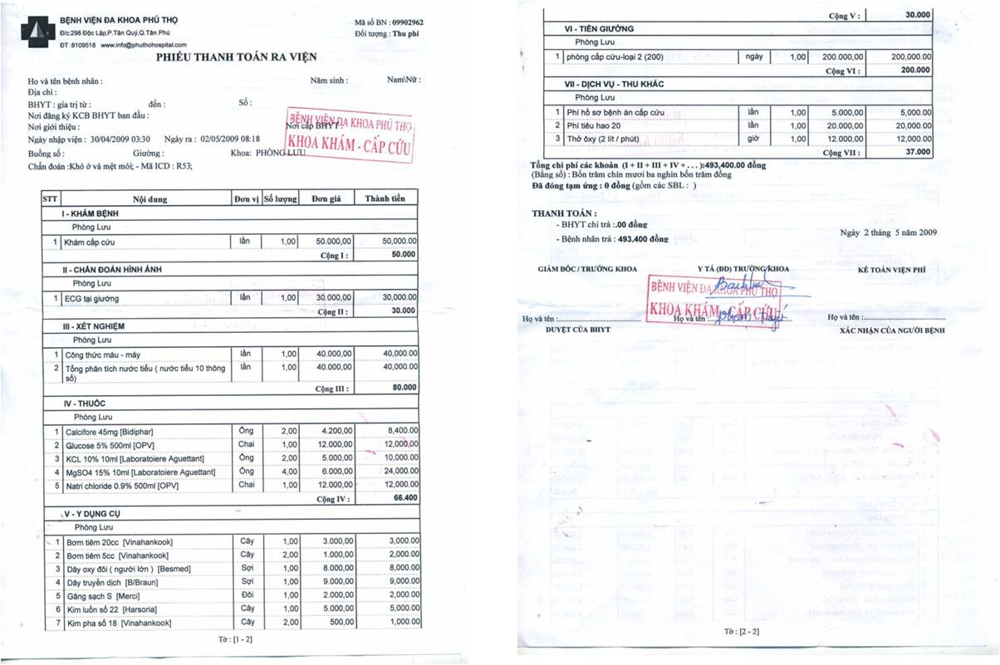 BỆNH VIỆN ĐA KHOA PHÚ THỌ
Đ/c:298 Độc Lập,P.Tân Quý,Q.Tân Phú
ĐT :8109518 www.info@phuthohospital.com
Mã số BN : 09902962
Đối tượng : Thu phí
PHIẾU THANH TOÁN RA VIỆN
Họ và tên bệnh nhân : Năm sinh : Nam\Nữ :
Địa chỉ :
BHYT : gía trị từ : đến : Số :
Nơi đăng ký KCB BHYT ban đầu :
Nơi giới thiệu : Nơi cấp BHYT :
Ngày nhập viện : 30/04/2009 03:30 Ngày ra : 02/05/2009 08:18
Buồng số : Giường : Khoa: PHÒNG LƯU
Chẩn đoán :Khó ở và mệt mỏi; - Mã ICD : R53;
BỆNH VIỆN ĐA KHOA PHÚ THỌ
KHOA KHÁM - CẤP CỨU
STT Nội dung Đơn vị Số lượng Đơn giá Thành tiền
I - KHÁM BỆNH
Phòng Lưu
1 Khám cấp cứu lần 1,00 50.000,00 50,000.00
Cộng I : 50.000
II - CHẨN ĐOÁN HÌNH ẢNH
1 ECG tại giường lần 1,00 30.000,00 30,000.00
Cộng II : 30.000
III - XÉT NGHIỆM
Phòng Lưu
1 Công thức máu - máy lần 1,00 40.000,00 40,000.00
2 Tổng phân tích nước tiểu ( nước tiểu 10 thông lần 1,00 40.000,00 40,000.00
số)
Cộng III : 80.000
IV - THUỐC
Phòng Lưu
1 Calcifore 45mg [Bidiphar] Ống 2,00 4.200,00 8,400.00
2 Glucose 5% 500ml [OPV] Chai 1,00 12.000,00 12,000.00
3 KCL 10% 10ml [Laboratoiere Aguettant] Ống 2,00 5.000,00 10,000.00
4 MgSO4 15% 10ml [Laboratoiere Aguettant] Ống 4,00 6.000,00 24,000.00
5 Natri chloride 0.9% 500ml [OPV] Chai 1,00 12.000,00 12,000.00
Cộng IV : 66.400
V - Y DỤNG CỤ
Phòng Lưu
1 Bơm tiêm 20cc [Vinahankook] Cây 1,00 3.000,00 3,000.00
2 Bơm tiêm 5cc [Vinahankook] Cây 2,00 1.000,00 2,000.00
3 Dây oxy đôi ( người lớn ) [Besmed] Sợi 1,00 8.000,00 8,000.00
4 Dây truyền dịch [B/Braun] Sợi 1,00 9.000,00 9,000.00
5 Găng sạch S [Merci] Đôi 1,00 2.000,00 2,000.00
6 Kim luồn số 22 [Harsoria] Cây 1,00 5.000,00 5,000.00
7 Kim pha số 18 [Vinahankook] Cây 2,00 500,00 1,000.00
Tờ : [1 - 2]
Cộng V : 30.000
VI - TIỀN GIƯỜNG
Phòng Lưu
1 phòng cấp cứu-loại 2 (200) ngày 1,00 200.000,00 200,000.00
Cộng VI : 200.000
VII - DỊCH VỤ - THU KHÁC
Phòng Lưu
1 Phí hồ sơ bệnh án cấp cứu lần 1,00 5.000,00 5,000.00
2 Phí tiêu hao 20 lần 1,00 20.000,00 20,000.00
3 Thở ôxy (2 lít / phút) giờ 1,00 12.000,00 12,000.00
Cộng VII : 37.000
Tổng chi phí các khoản (I + II + III + IV + . . . ):493,400.00 đồng
(Bằng số) : Bốn trăm chín mươi ba nghìn bốn trăm đồng
Đã đóng tạm ứng : 0 đồng (gồm các SBL : )
THANH TOÁN :
- BHYT chi trả :.00 đồng
- Bệnh nhân trả : 493,400 đồng
Ngày 2 tháng 5 năm 2009
GIÁM ĐỐC / TRƯỞNG KHOA Y TÁ (ĐD) TRƯỞNG KHOA KẾ TOÁN VIỆN PHÍ
BỆNH VIỆN ĐA KHOA PHÚ THỌ
KHOA KHÁM - CẤP CỨU
Họ và tên :........ Họ và tên :........ Họ và tên :........
DUYỆT CỦA BHYT XÁC NHẬN CỦA NGƯỜI BỆNH
Tờ : [2 - 2]